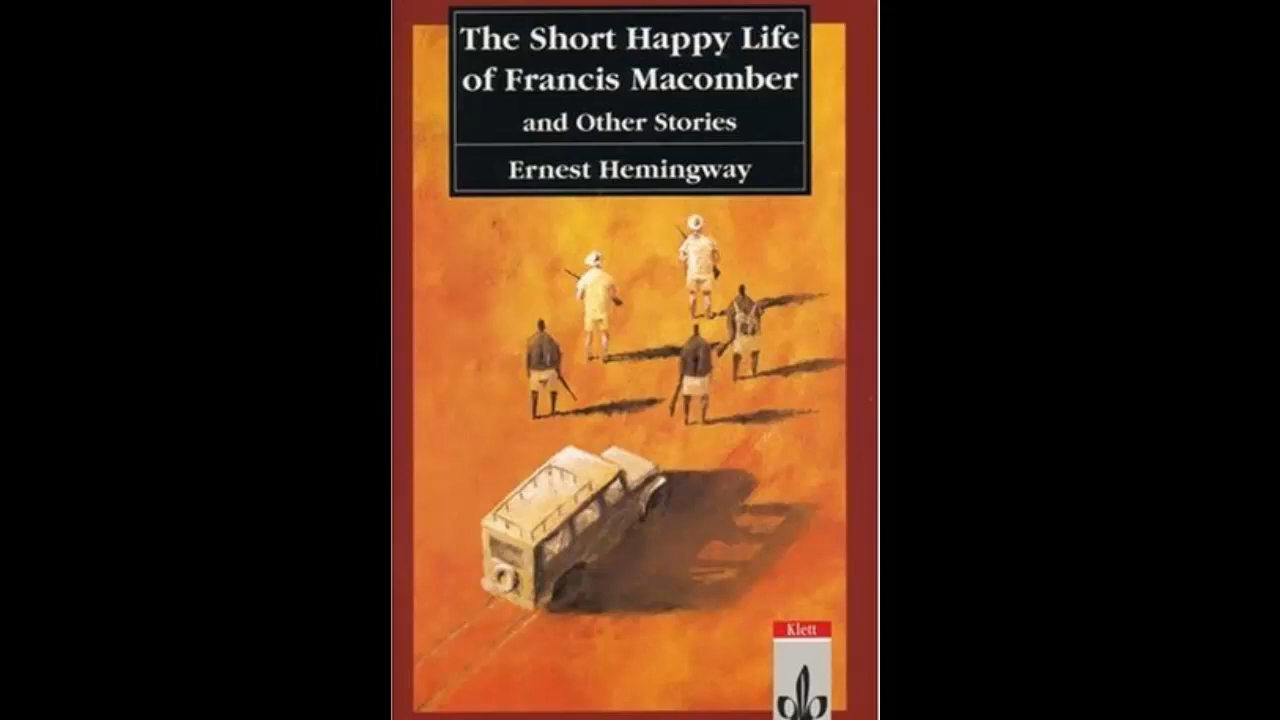 The Short Happy Life
of Francis Macomber
and Other Stories
Ernest Hemingway
Klett